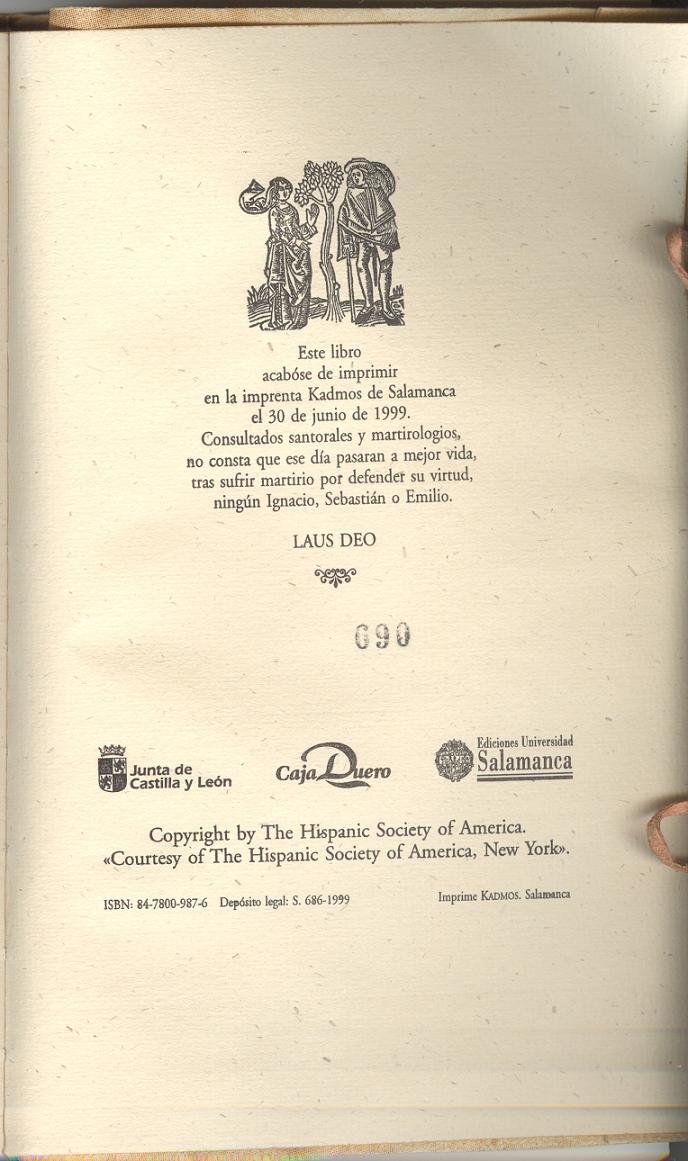 Este libro
acabóse de imprimir
en la imprenta Kadmos de Salamanca
el 30 de junio de 1999.
Consultados santorales y martirologios,
no consta que ese día pasaran a mejor vida,
tras sufrir martirio por defender su virtud,
ningún Ignacio, Sebastián o Emilio.
LAUS DEO
690
Junta de
Castilla y León
Caja Duero
Ediciones Universidad
Salamanca
Copyright by The Hispanic Society of America.
«Courtesy of The Hispanic Society of America, New York».
ISBN: 84-7800-987-6 Depósito legal: S. 686-1999
Imprime KADMOS. Salamanca